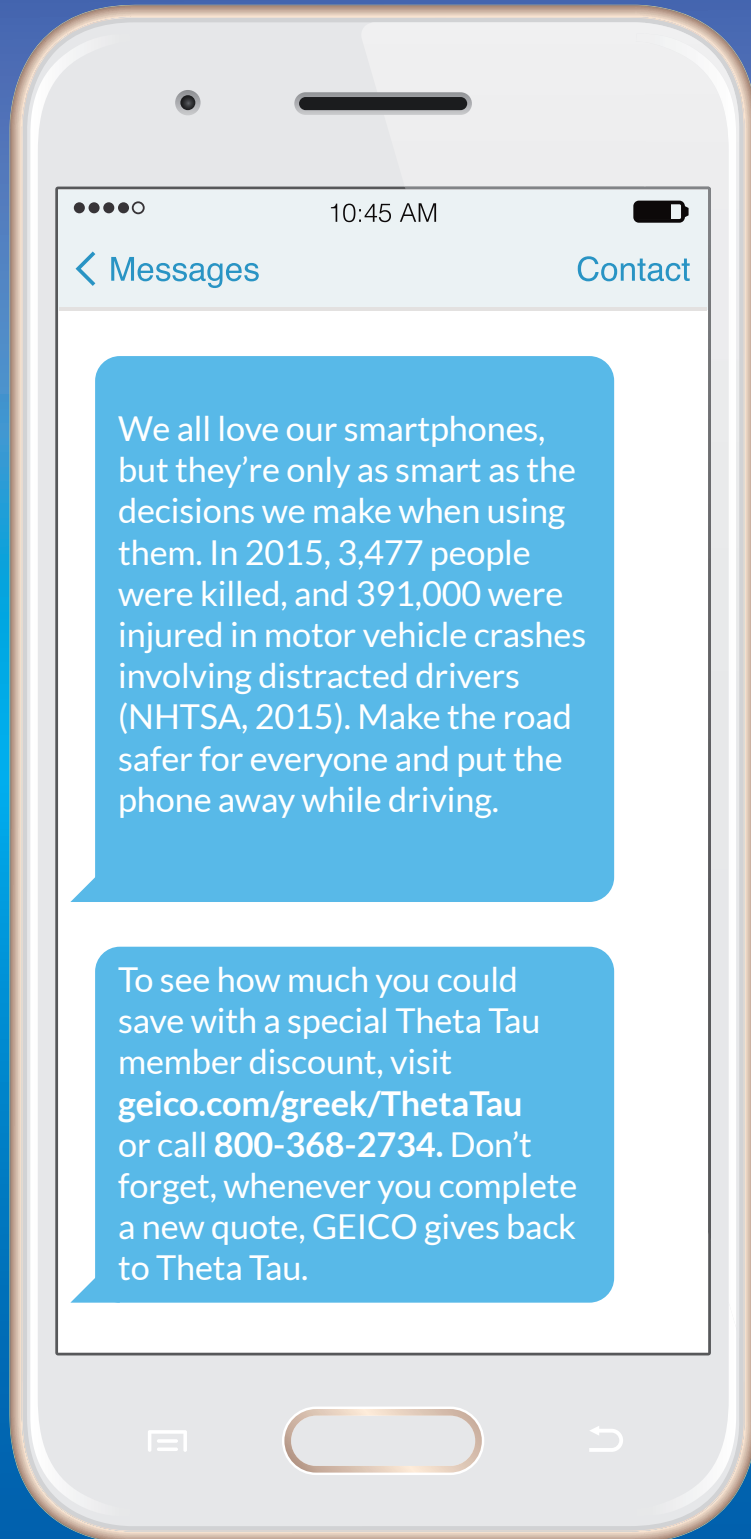 10:45 AM
Messages Contact
We all love our smartphones,
but they're only as smart as the
decisions we make when using
them. In 2015, 3,477 people
were killed, and 391,000 were
injured in motor vehicle crashes
involving distracted drivers
(NHTSA, 2015). Make the road
safer for everyone and put the
phone away while driving.
To see how much you could
save with a special Theta Tau
member discount, visit
geico.com/greek/ThetaTau
or call 800-368-2734. Don't
forget, whenever you complete
a new quote, GEICO gives back
to Theta Tau.